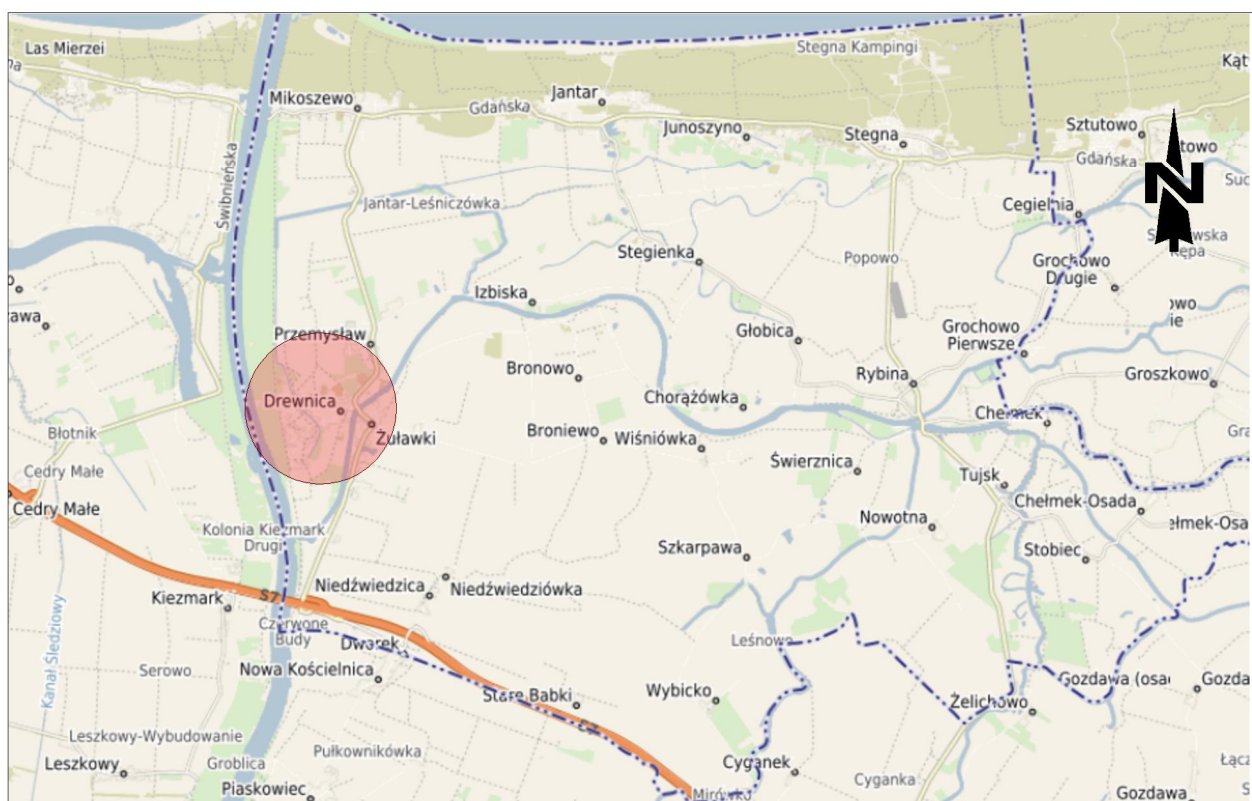 Las Mierzei
Stegna Kampingi
Mikoszewo
Gdańska
Jantar
Junoszyno
Stegna
Sztutowo
Gdańska
Świbnieńska
N
Jantar-Leśniczówka
Cegielnia
Stegienka
Popowo
Grochowo
Drugie
Izbiska
Przemysław
Głobica
Grochowo
Pierwsze
Bronowo
Rybina
Groszkowo
Drewnica
Chorążówka
Chełmek
Żuławki
Broniewo
Wiśniówka
Błotnik
Świerznica
Cedry Małe
Tujsk
Cedry Małe
Chełmek-Osada
Nowotna
Kolonia Kiezmark
Drugi
Szkarpawa
Stobiec
Niedźwiedzica
Niedźwiedziówka
S7
Kiezmark
Czerwone
Budy
Kanał Śledziowy
Dworek
Leśnowo
Serowo
Nowa Kościelnica
Stare Babki
Wybicko
Żelichowo
S7
Leszkowy-Wybudowanie
Pułkownikówka
Groblica
Leszkowy
Cyganek
Cyganka
Piaskowiec
Mirówko
Gozdawa